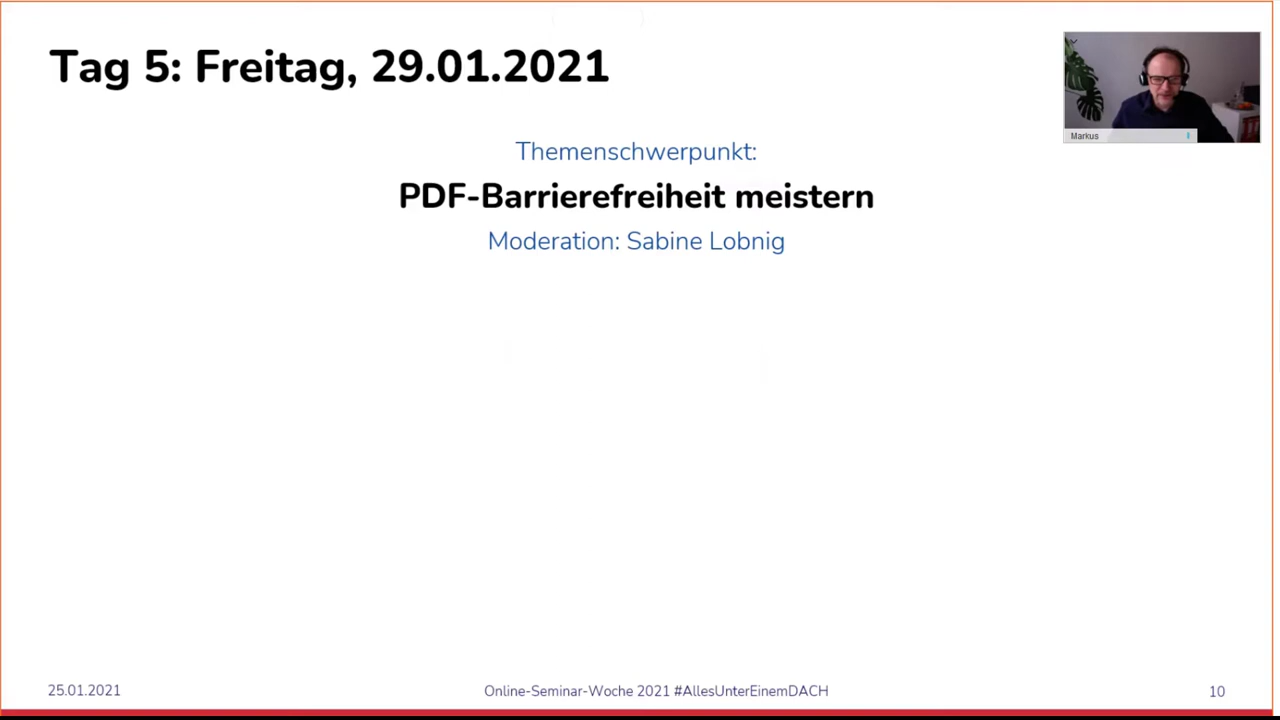 Tag 5: Freitag, 29.01.2021
Markus
Themenschwerpunkt:
PDF-Barrierefreiheit meistern
Moderation: Sabine Lobnig
25.01.2021
Online-Seminar-Woche 2021 #AllesUnterEinemDACH
10